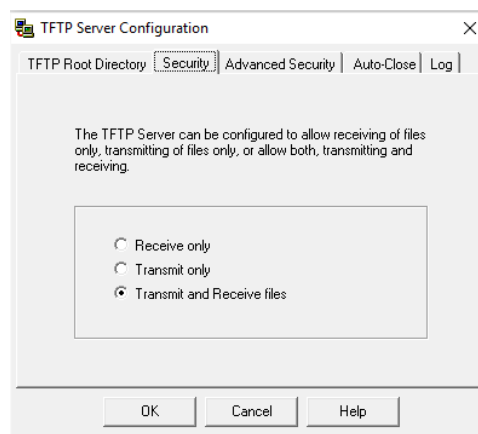 TFTP Server Configuration
TFTP Root Directory Security Advanced Security Auto-Close Log
The TFTP Server can be configured to allow receiving of files
only, transmitting of files only, or allow both, transmitting and
receiving.
Receive only
Transmit only
Transmit and Receive files
OK Cancel Help